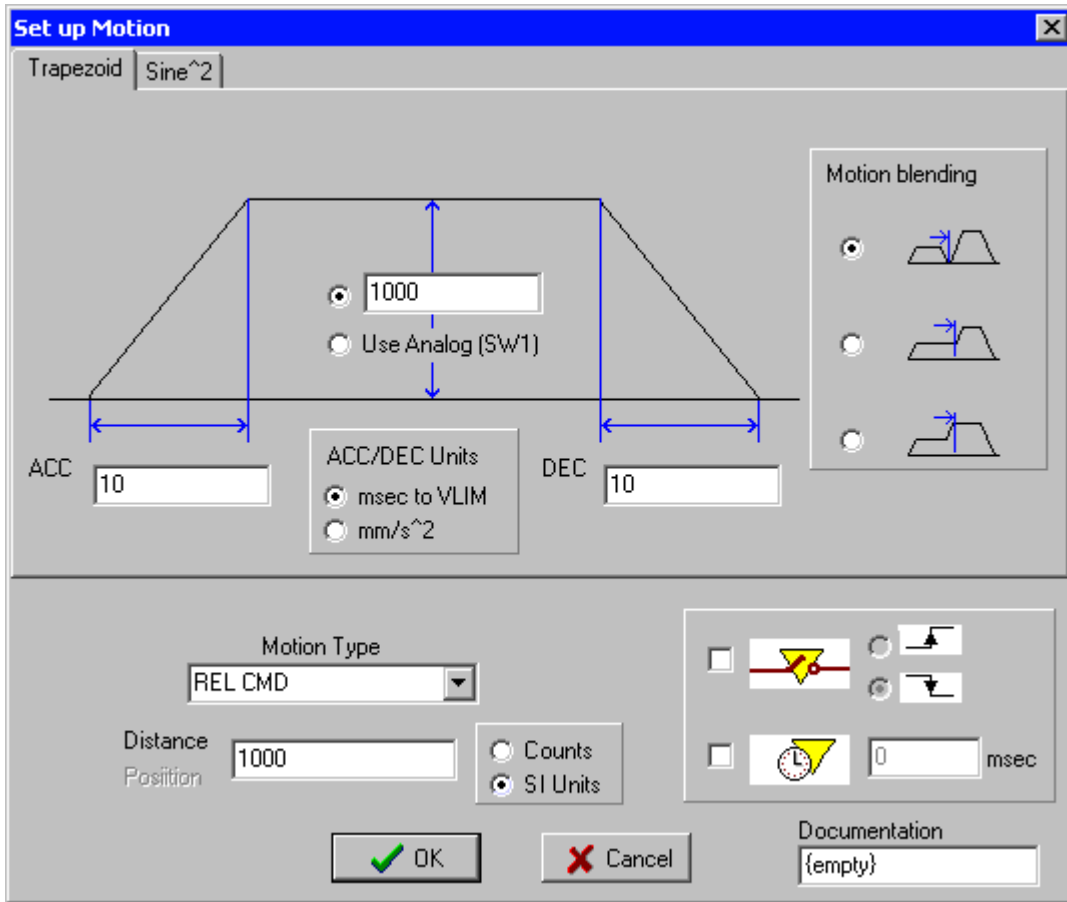 Set up Motion
Trapezoid
Sine^2
Motion blending
1000
Use Analog (SW1)
ACC
10
ACC/DEC Units
msec to VLIM
mm/s^2
DEC
10
Motion Type
REL CMD
Distance
Posiition
1000
Counts
SI Units
0
msec
OK
Cancel
Documentation
{empty}